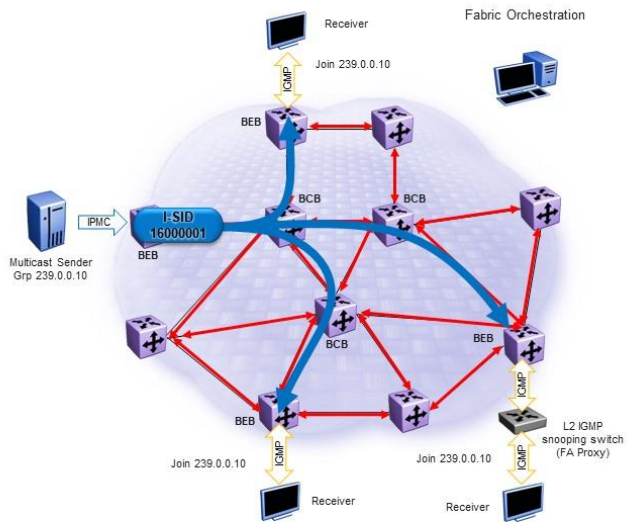 Receiver
Fabric Orchestration
IGMP
Join 239.0.0.10
BEB
BCB
BCB
IPMC
I-SID
16000001
BEB
Multicast Sender
Grp 239.0.0.10
BCB
BEB
BEB
IGMP
L2 IGMP
snooping switch
(FA Proxy)
IGMP
Join 239.0.0.10
IGMP
Join 239.0.0.10
Receiver
Receiver